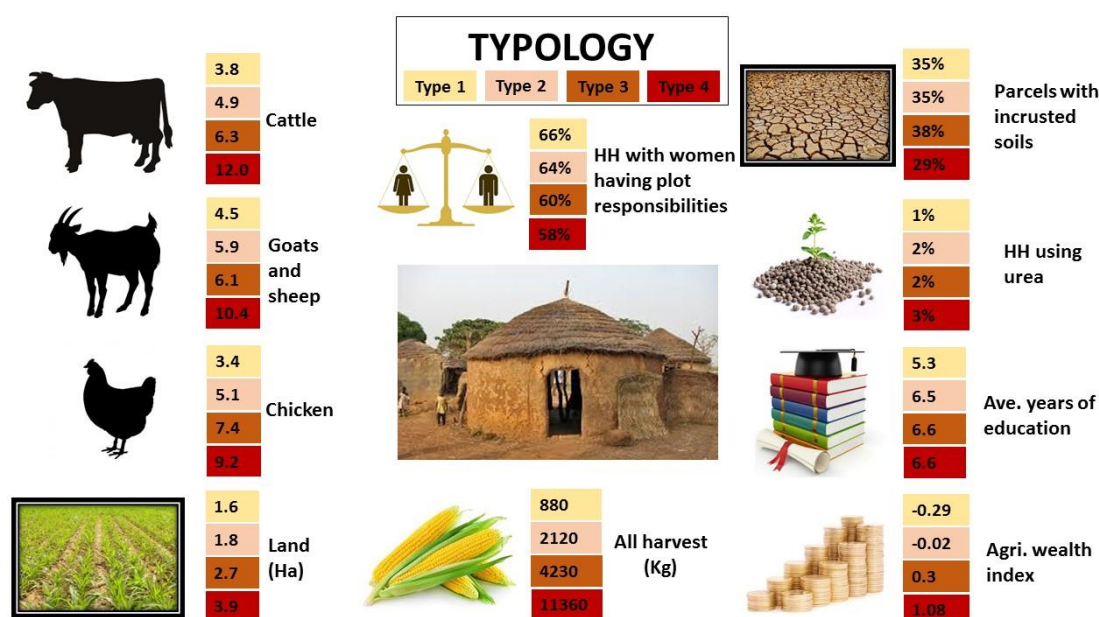 TYPOLOGY
Type 1
Type 2
Type 3
Type 4
3.8
4.9
6.3
12.0
Cattle
66%
64%
60%
58%
HH with women
having plot
responsibilities
35%
35%
38%
29%
Parcels with
incrusted
soils
4.5
5.9
6.1
10.4
Goats
and
sheep
1%
2%
2%
3%
HH using
urea
3.4
5.1
7.4
9.2
Chicken
5.3
6.5
6.6
6.6
Ave. years of
education
1.6
1.8
2.7
3.9
Land
(Ha)
880
2120
4230
11360
All harvest
(Kg)
-0.29
-0.02
0.3
1.08
Agri. wealth
index